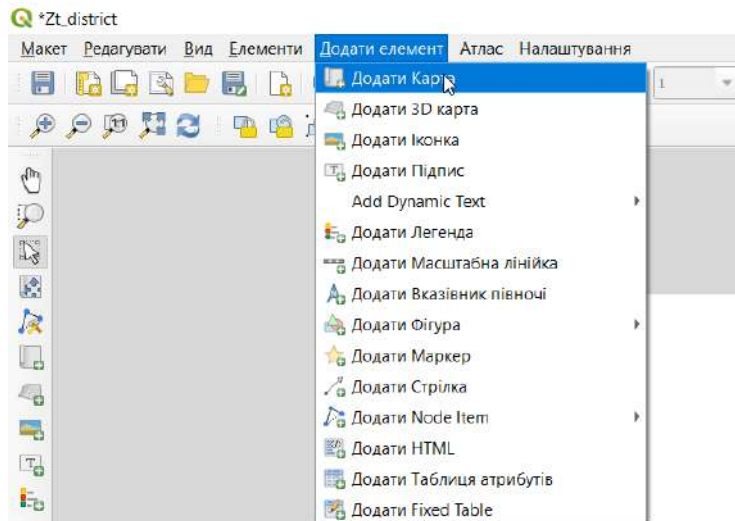 *Zt_district
Макет Редагувати Вид Елементи Додати елемент Атлас Налаштування
Додати Карта
1
Додати 3D карта
Додати Іконка
Додати Підпис
Add Dynamic Text
Додати Легенда
Додати Масштабна лінійка
Додати Вказівник півночі
Додати Фігура
Додати Маркер
Додати Стрілка
Додати Node Item
Додати HTML
Додати Таблиця атрибутів
Додати Fixed Table